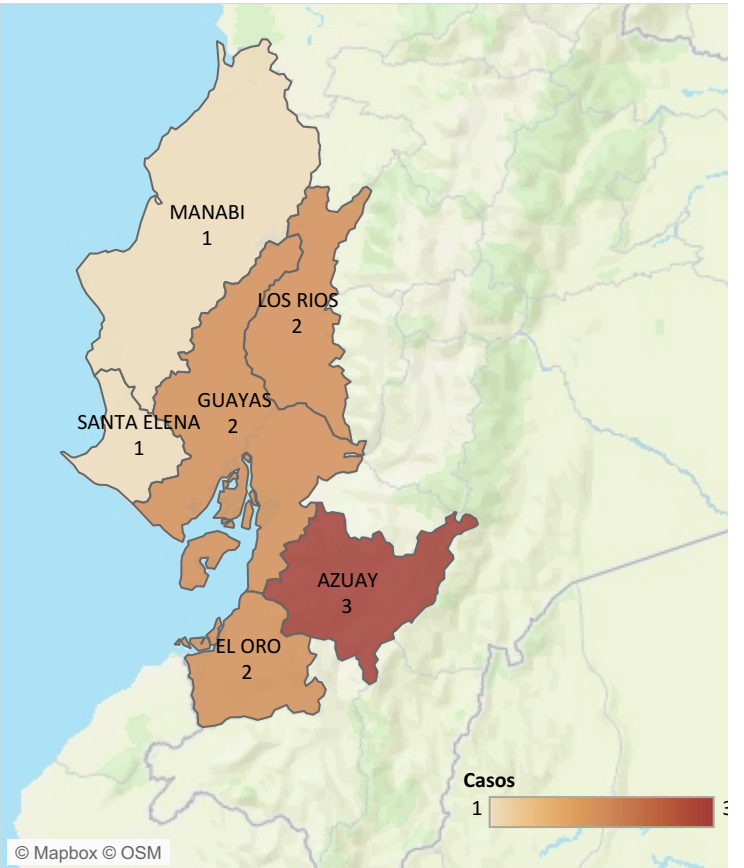 MANABI
1
LOS RIOS
2
GUAYAS
2
SANTA ELENA
1
AZUAY
3
EL ORO
2
Casos
1 3
© Mapbox © OSM